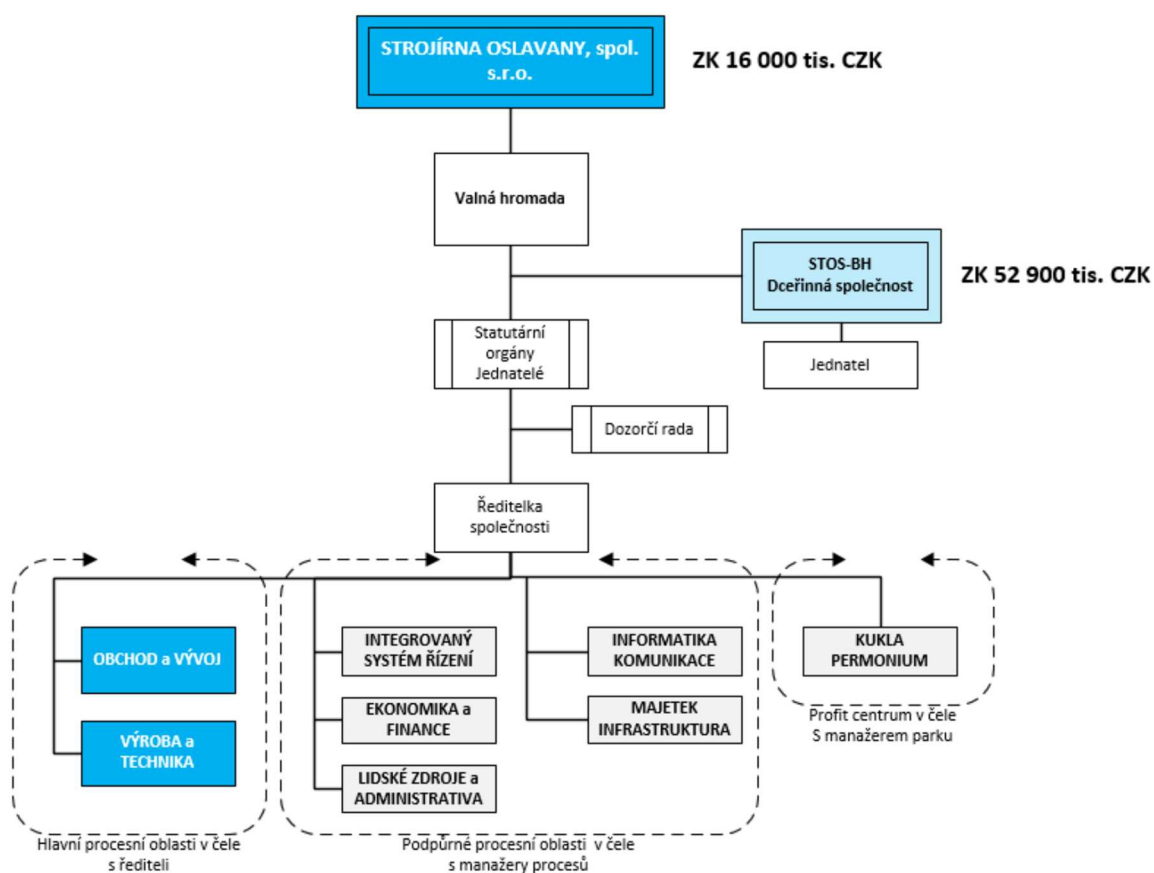 STROJÍRNA OSLAVANY, spol.
s.r.o.
ZK 16 000 tis. CZK
Valná hromada
STOS-BH
Dceřinná společnost
ZK 52 900 tis. CZK
Statutární
orgány
Jednatelé
Jednatel
Dozorčí rada
Ředitelka
společnosti
OBCHOD a VÝVOJ
VÝROBA a
TECHNIKA
Hlavní procesní oblasti v čele
s řediteli
INTEGROVANÝ
SYSTÉM ŘÍZENÍ
EKONOMIKA a
FINANCE
LIDSKÉ ZDROJE a
ADMINISTRATIVA
INFORMATIKA
KOMUNIKACE
MAJETEK
INFRASTRUKTURA
Podpůrné procesní oblasti v čele
s manažery procesů
KUKLA
PERMONIUM
Profit centrum v čele
S manažerem parku